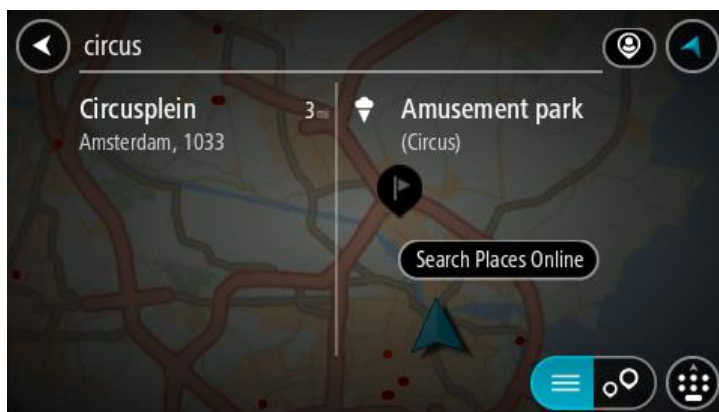 circus
Circusplein
3 mi
Amsterdam, 1033
Amusement park
(Circus)
Search Places Online